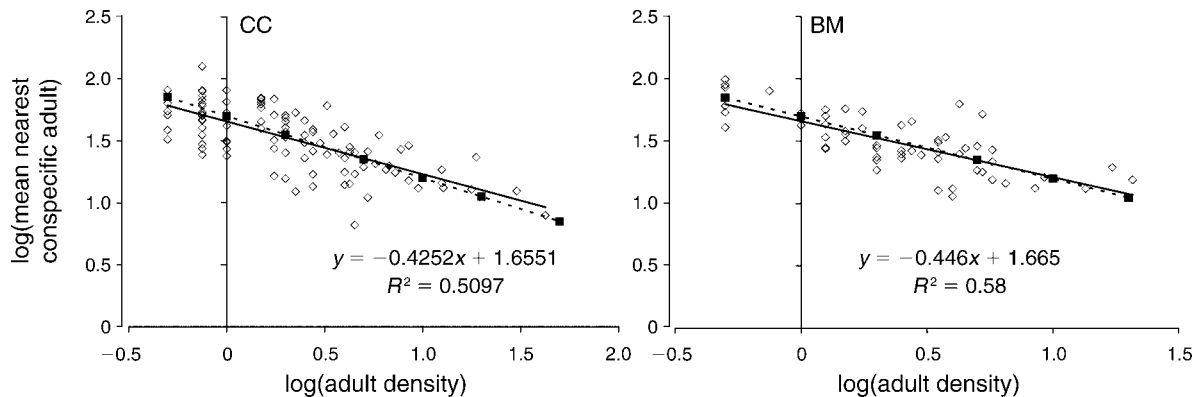 CC
BM
log(mean nearest
conspecific adult)
2.5
2.0
1.5
1.0
0.5
0
y = −0.4252x + 1.6551
R² = 0.5097
−0.5 0 0.5 1.0 1.5 2.0
log(adult density)
2.5
2.0
1.5
1.0
0.5
0
y = −0.446x + 1.665
R² = 0.58
−0.5 0 0.5 1.0 1.5
log(adult density)